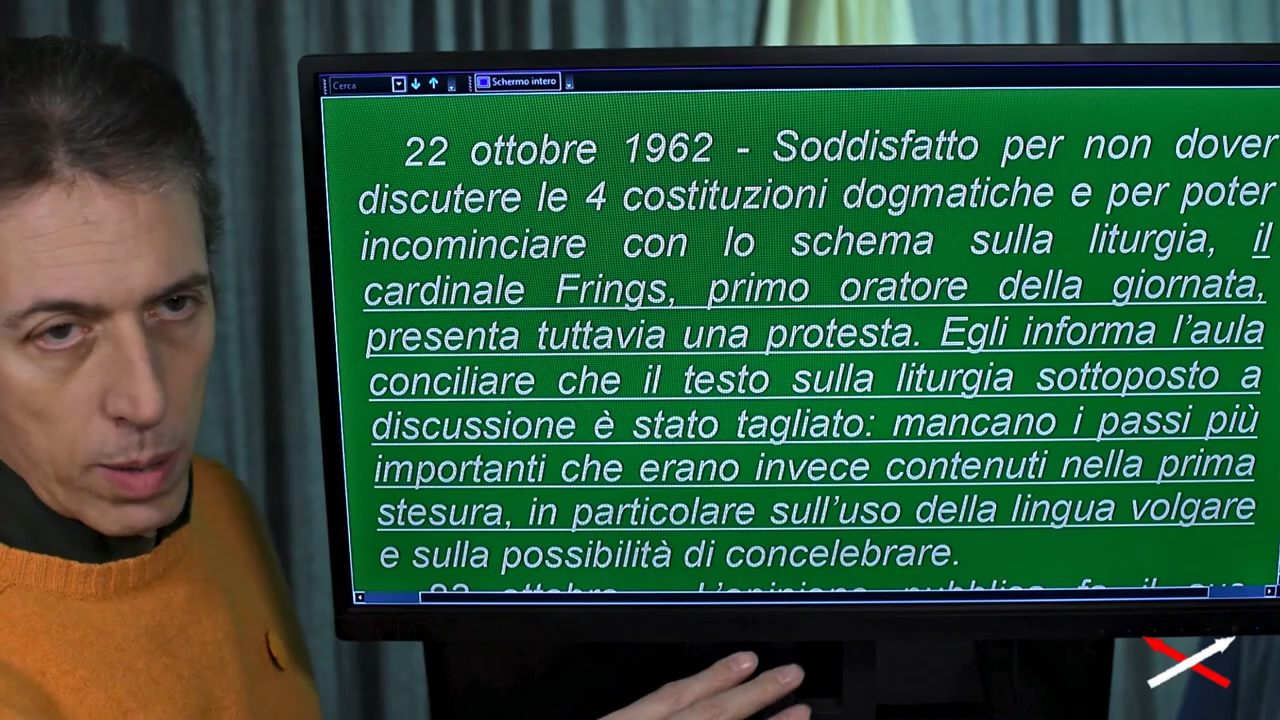 Cerca
Schermo intero
22 ottobre 1962 - Soddisfatto per non dover
discutere le 4 costituzioni dogmatiche e per poter
incominciare con lo schema sulla liturgia, il
cardinale Frings, primo oratore della giornata,
presenta tuttavia una protesta. Egli informa l'aula
conciliare che il testo sulla liturgia sottoposto a
discussione è stato tagliato: mancano i passi più
importanti che erano invece contenuti nella prima
stesura, in particolare sull'uso della lingua volgare
e sulla possibilità di concelebrare.